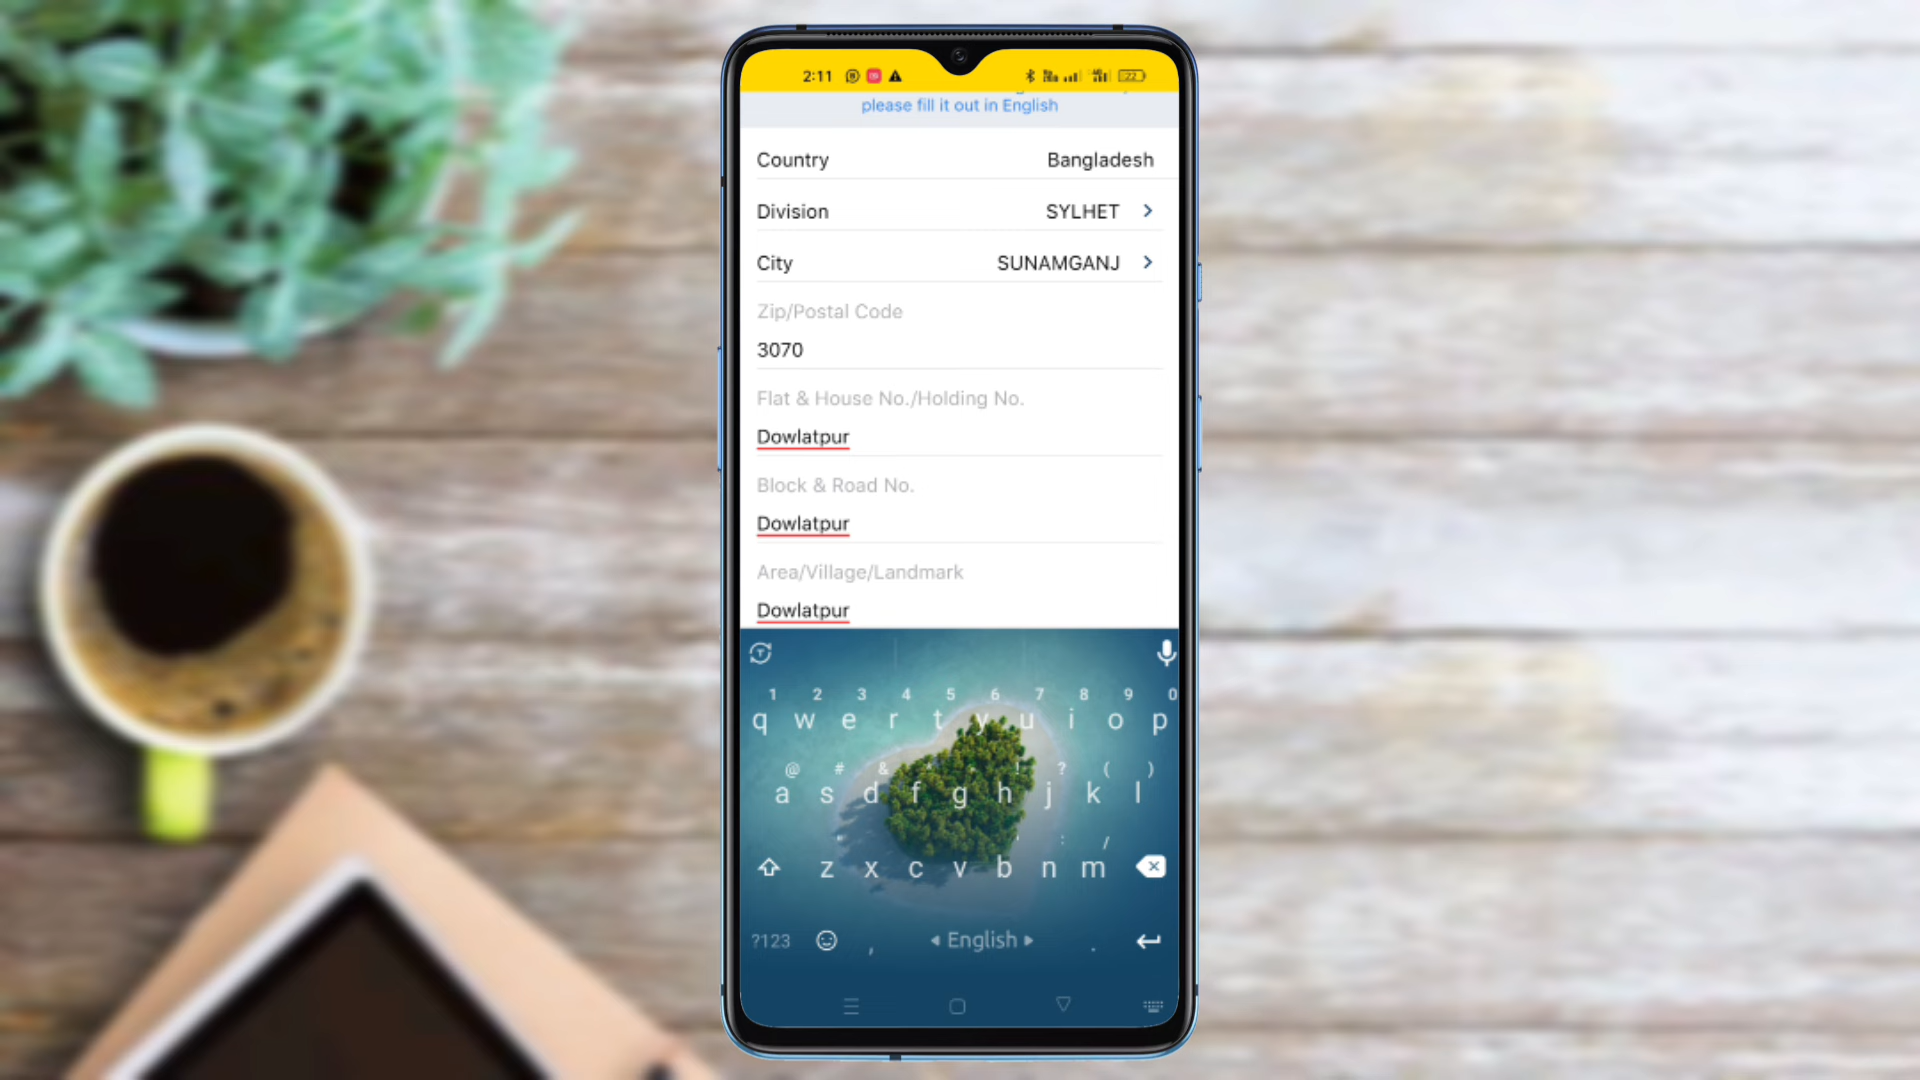 2:11 22
please fill it out in English
Country Bangladesh
Division SYLHET
City SUNAMGANJ
Zip/Postal Code
3070
Flat & House No./Holding No.
Dowlatpur
Block & Road No.
Dowlatpur
Area/Village/Landmark
Dowlatpur
1 2 3 4 5 6 7 8 9 0
q w e r t y u i o p
@ # & * - ! ? ( )
a s d f g h j k l
" ' : /
z x c v b n m
?123 , English .